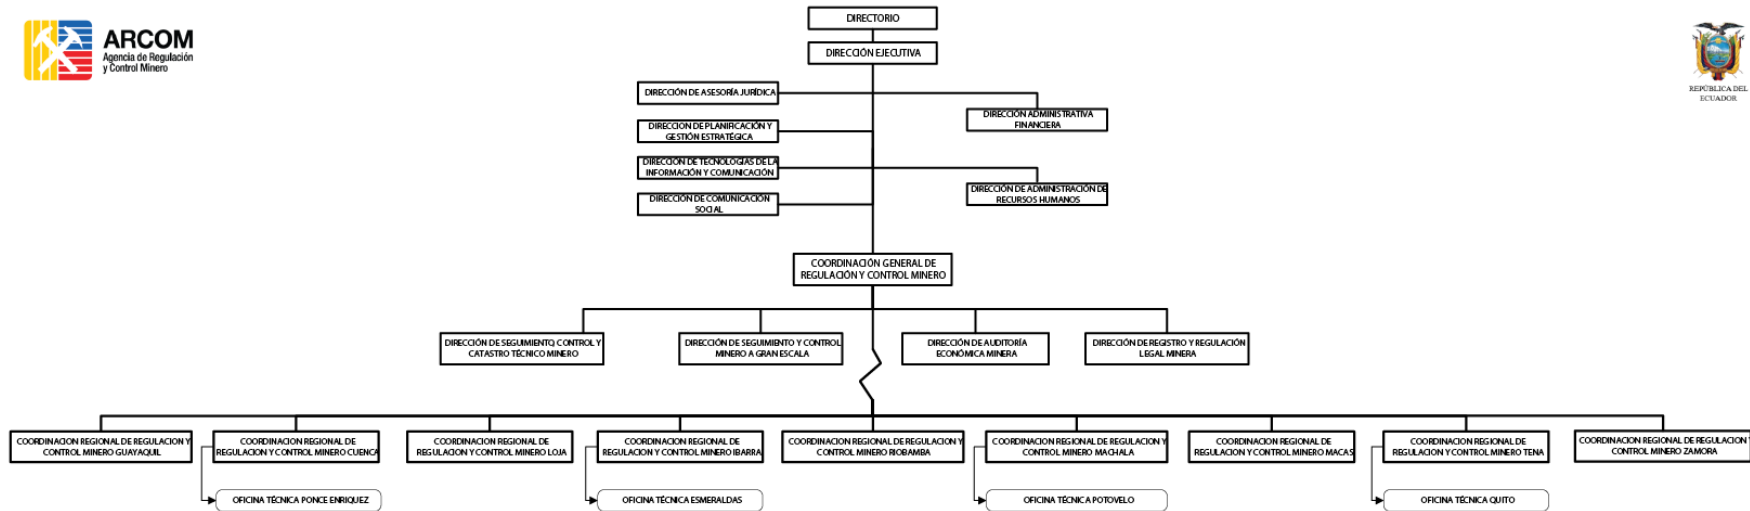 ARCOM
Agencia de Regulación
y Control Minero
REPÚBLICA DEL
ECUADOR
DIRECTORIO
DIRECCIÓN EJECUTIVA
DIRECCIÓN DE ASESORÍA JURÍDICA
DIRECCIÓN ADMINISTRATIVA
FINANCIERA
DIRECCION DE PLANIFICACIÓN Y
GESTIÓN ESTRATÉGICA
DIRECCIÓN DE TECNOLOGÍAS DE LA
INFORMACIÓN Y COMUNICACIÓN
DIRECCIÓN DE ADMINISTRACIÓN DE
RECURSOS HUMANOS
DIRECCIÓN DE COMUNICACIÓN
SOCIAL
COORDINACIÓN GENERAL DE
REGULACIÓN Y CONTROL MINERO
DIRECCIÓN DE SEGUIMIENTO, CONTROL Y
CATASTRO TÉCNICO MINERO
DIRECCIÓN DE SEGUIMIENTO Y CONTROL
MINERO A GRAN ESCALA
DIRECCIÓN DE AUDITORÍA
ECONÓMICA MINERA
DIRECCIÓN DE REGISTRO Y REGULACIÓN
LEGAL MINERA
COORDINACION REGIONAL DE REGULACION Y
CONTROL MINERO GUAYAQUIL
COORDINACION REGIONAL DE
REGULACION Y CONTROL MINERO CUENCA
COORDINACION REGIONAL DE
REGULACION Y CONTROL MINERO LOJA
COORDINACION REGIONAL DE
REGULACION Y CONTROL MINERO IBARRA
COORDINACION REGIONAL DE REGULACION Y
CONTROL MINERO RIOBAMBA
COORDINACION REGIONAL DE REGULACION Y
CONTROL MINERO MACHALA
COORDINACION REGIONAL DE
REGULACION Y CONTROL MINERO MACAS
COORDINACION REGIONAL DE
REGULACION Y CONTROL MINERO TENA
COORDINACION REGIONAL DE REGULACION Y
CONTROL MINERO ZAMORA
OFICINA TÉCNICA PONCE ENRIQUEZ
OFICINA TÉCNICA ESMERALDAS
OFICINA TÉCNICA POTOVELO
OFICINA TÉCNICA QUITO